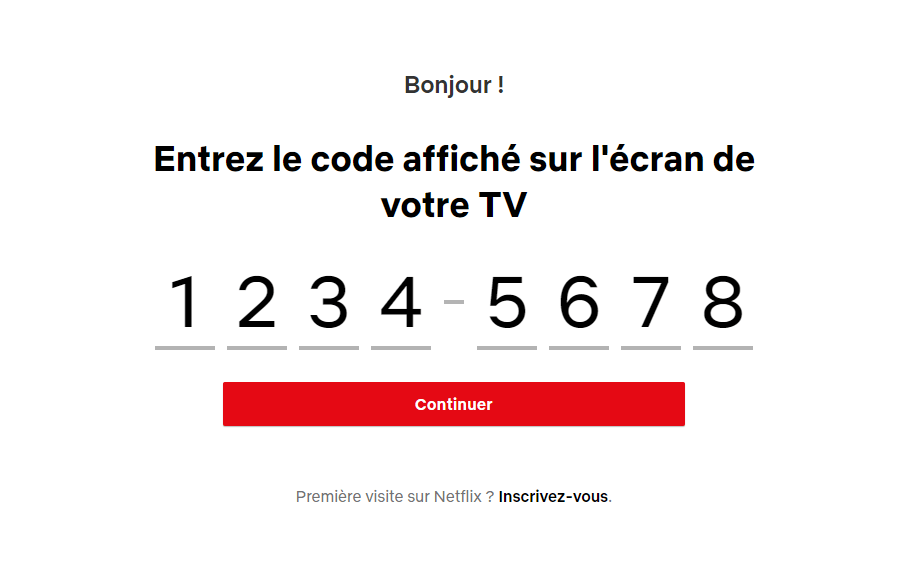 Bonjour !
Entrez le code affiché sur l'écran de
votre TV
1 2 3 4 - 5 6 7 8
Continuer
Première visite sur Netflix ? Inscrivez-vous.